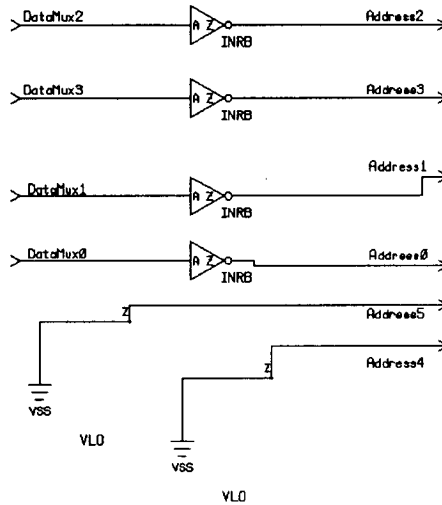 DataMux2 A Z INRB Address2
DataMux3 A Z INRB Address3
DataMux1 A Z INRB Address1
DataMux0 A Z INRB Address0
Z Address5
VSS
VLO
Z Address4
VSS
VLO